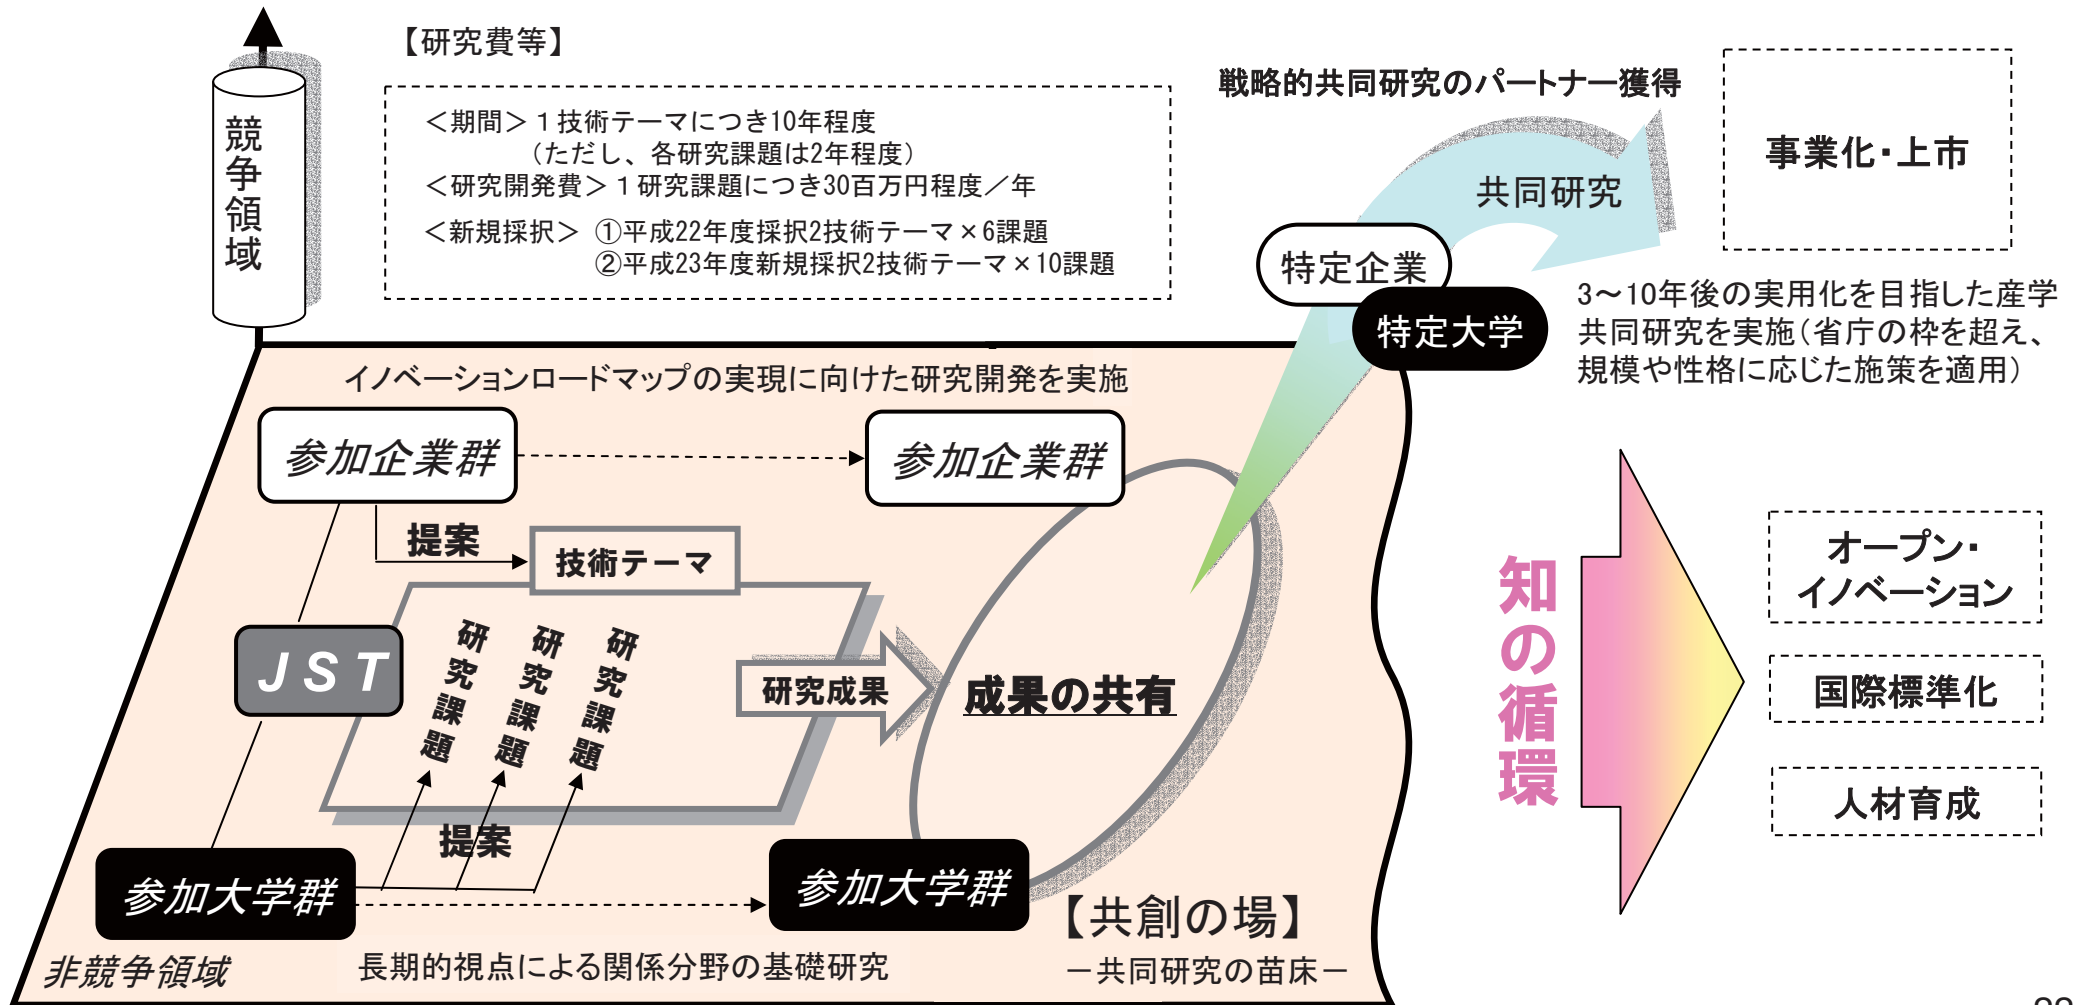 競争領域
【研究費等】
＜期間＞１技術テーマにつき10年程度
（ただし、各研究課題は2年程度）
＜研究開発費＞１研究課題につき30百万円程度／年
＜新規採択＞ ①平成22年度採択2技術テーマ×6課題
②平成23年度新規採択2技術テーマ×10課題
戦略的共同研究のパートナー獲得
事業化・上市
共同研究
特定企業
特定大学
3～10年後の実用化を目指した産学
共同研究を実施（省庁の枠を超え、
規模や性格に応じた施策を適用）
イノベーションロードマップの実現に向けた研究開発を実施
参加企業群
参加企業群
提案
技術テーマ
JST
研究課題
研究課題
研究課題
研究成果
成果の共有
提案
参加大学群
参加大学群
【共創の場】
－共同研究の苗床－
非競争領域
長期的視点による関係分野の基礎研究
知の循環
オープン・
イノベーション
国際標準化
人材育成